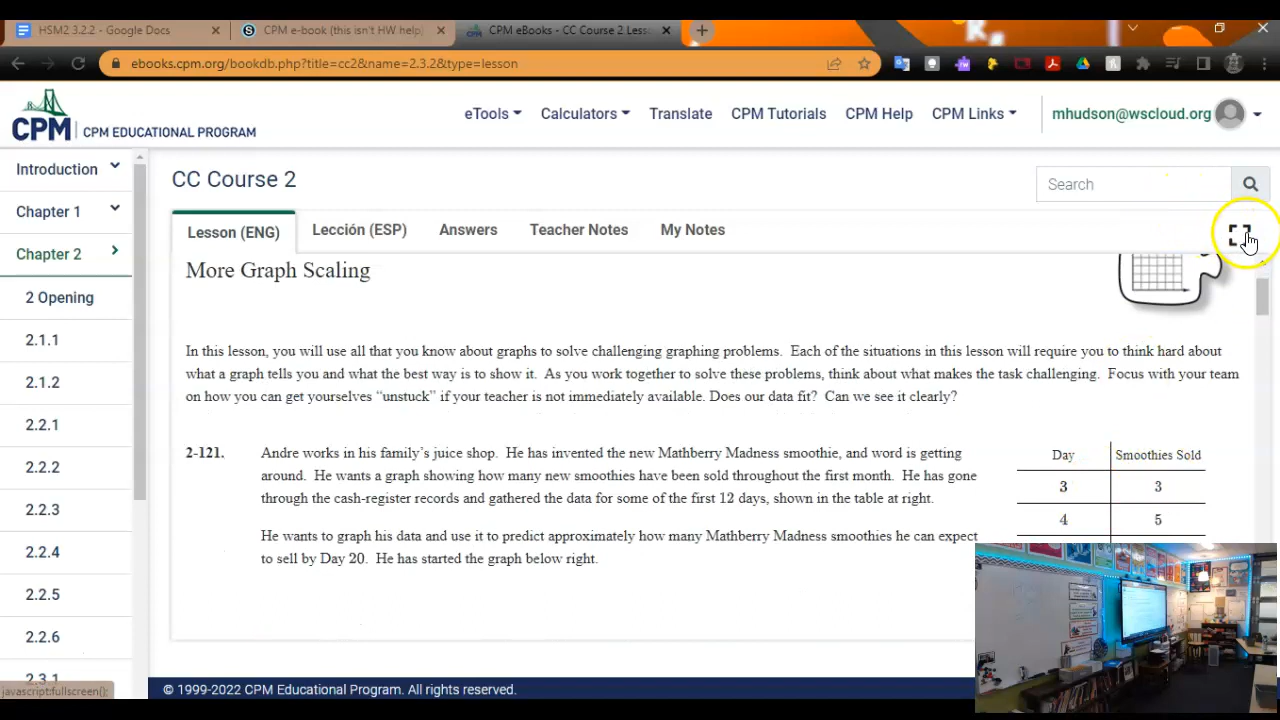 HSM2 3.2.2 - Google Docs
CPM e-book (this isn't HW help)
CPM eBooks - CC Course 2 Less
ebooks.cpm.org/bookdb.php?title=cc2&name=2.3.2&type=lesson
CPM CPM EDUCATIONAL PROGRAM
eTools Calculators Translate CPM Tutorials CPM Help CPM Links mhudson@wscloud.org
Introduction
Chapter 1
Chapter 2
2 Opening
2.1.1
2.1.2
2.2.1
2.2.2
2.2.3
2.2.4
2.2.5
2.2.6
2.3.1
javascript:fullscreen();
CC Course 2
Search
Lesson (ENG) Lección (ESP) Answers Teacher Notes My Notes
More Graph Scaling
In this lesson, you will use all that you know about graphs to solve challenging graphing problems. Each of the situations in this lesson will require you to think hard about
what a graph tells you and what the best way is to show it. As you work together to solve these problems, think about what makes the task challenging. Focus with your team
on how you can get yourselves “unstuck” if your teacher is not immediately available. Does our data fit? Can we see it clearly?
2-121. Andre works in his family’s juice shop. He has invented the new Mathberry Madness smoothie, and word is getting
around. He wants a graph showing how many new smoothies have been sold throughout the first month. He has gone
through the cash-register records and gathered the data for some of the first 12 days, shown in the table at right.
He wants to graph his data and use it to predict approximately how many Mathberry Madness smoothies he can expect
to sell by Day 20. He has started the graph below right.
Day Smoothies Sold
3 3
4 5
© 1999-2022 CPM Educational Program. All rights reserved.